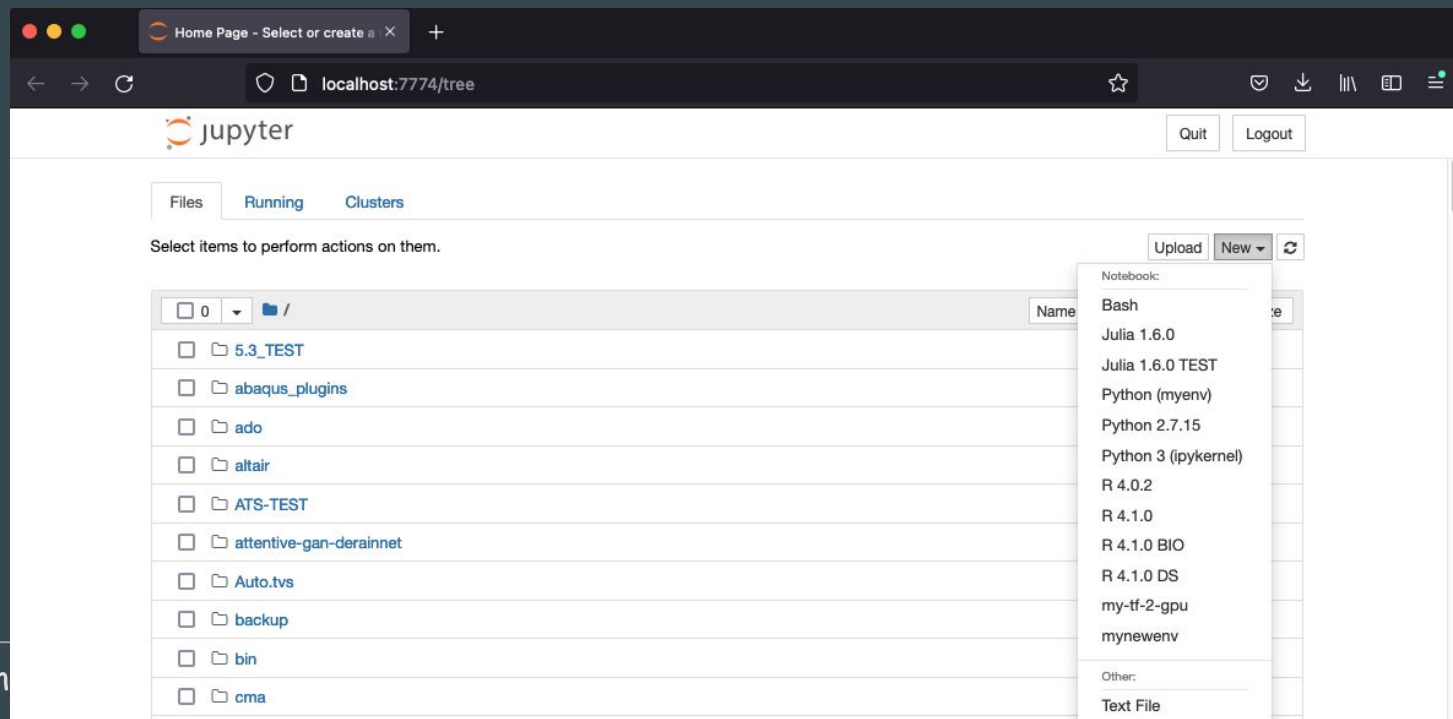 Home Page - Select or create a
localhost:7774/tree
jupyter
Quit
Logout
Files
Running
Clusters
Select items to perform actions on them.
Upload
New
0
/
Name
Notebook:
Bash
Julia 1.6.0
Julia 1.6.0 TEST
Python (myenv)
Python 2.7.15
Python 3 (ipykernel)
R 4.0.2
R 4.1.0
R 4.1.0 BIO
R 4.1.0 DS
my-tf-2-gpu
mynewenv
Other:
Text File
5.3_TEST
abaqus_plugins
ado
altair
ATS-TEST
attentive-gan-derainnet
Auto.tvs
backup
bin
cma